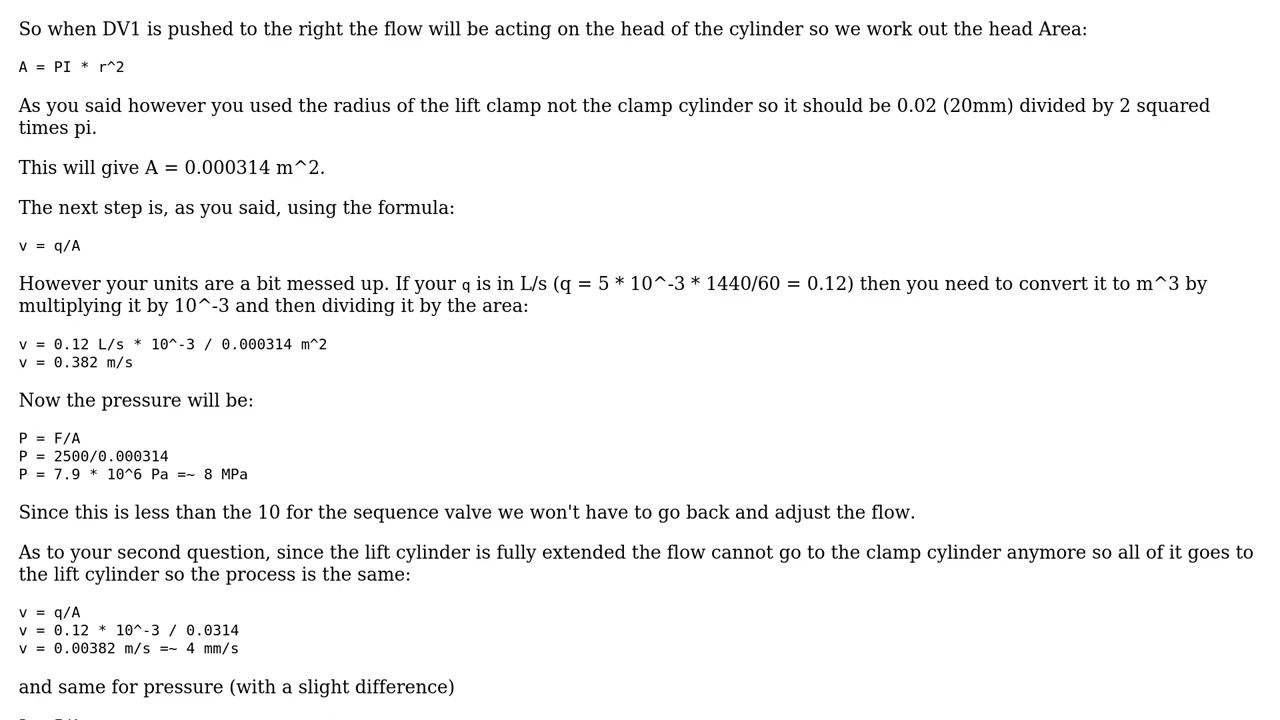 So when DV1 is pushed to the right the flow will be acting on the head of the cylinder so we work out the head Area:
A = PI * r^2
As you said however you used the radius of the lift clamp not the clamp cylinder so it should be 0.02 (20mm) divided by 2 squared
times pi.
This will give A = 0.000314 m^2.
The next step is, as you said, using the formula:
v = q/A
However your units are a bit messed up. If your q is in L/s (q = 5 * 10^-3 * 1440/60 = 0.12) then you need to convert it to m^3 by
multiplying it by 10^-3 and then dividing it by the area:
v = 0.12 L/s * 10^-3 / 0.000314 m^2
v = 0.382 m/s
Now the pressure will be:
P = F/A
P = 2500/0.000314
P = 7.9 * 10^6 Pa =~ 8 MPa
Since this is less than the 10 for the sequence valve we won't have to go back and adjust the flow.
As to your second question, since the lift cylinder is fully extended the flow cannot go to the clamp cylinder anymore so all of it goes to
the lift cylinder so the process is the same:
v = q/A
v = 0.12 * 10^-3 / 0.0314
v = 0.00382 m/s =~ 4 mm/s
and same for pressure (with a slight difference)